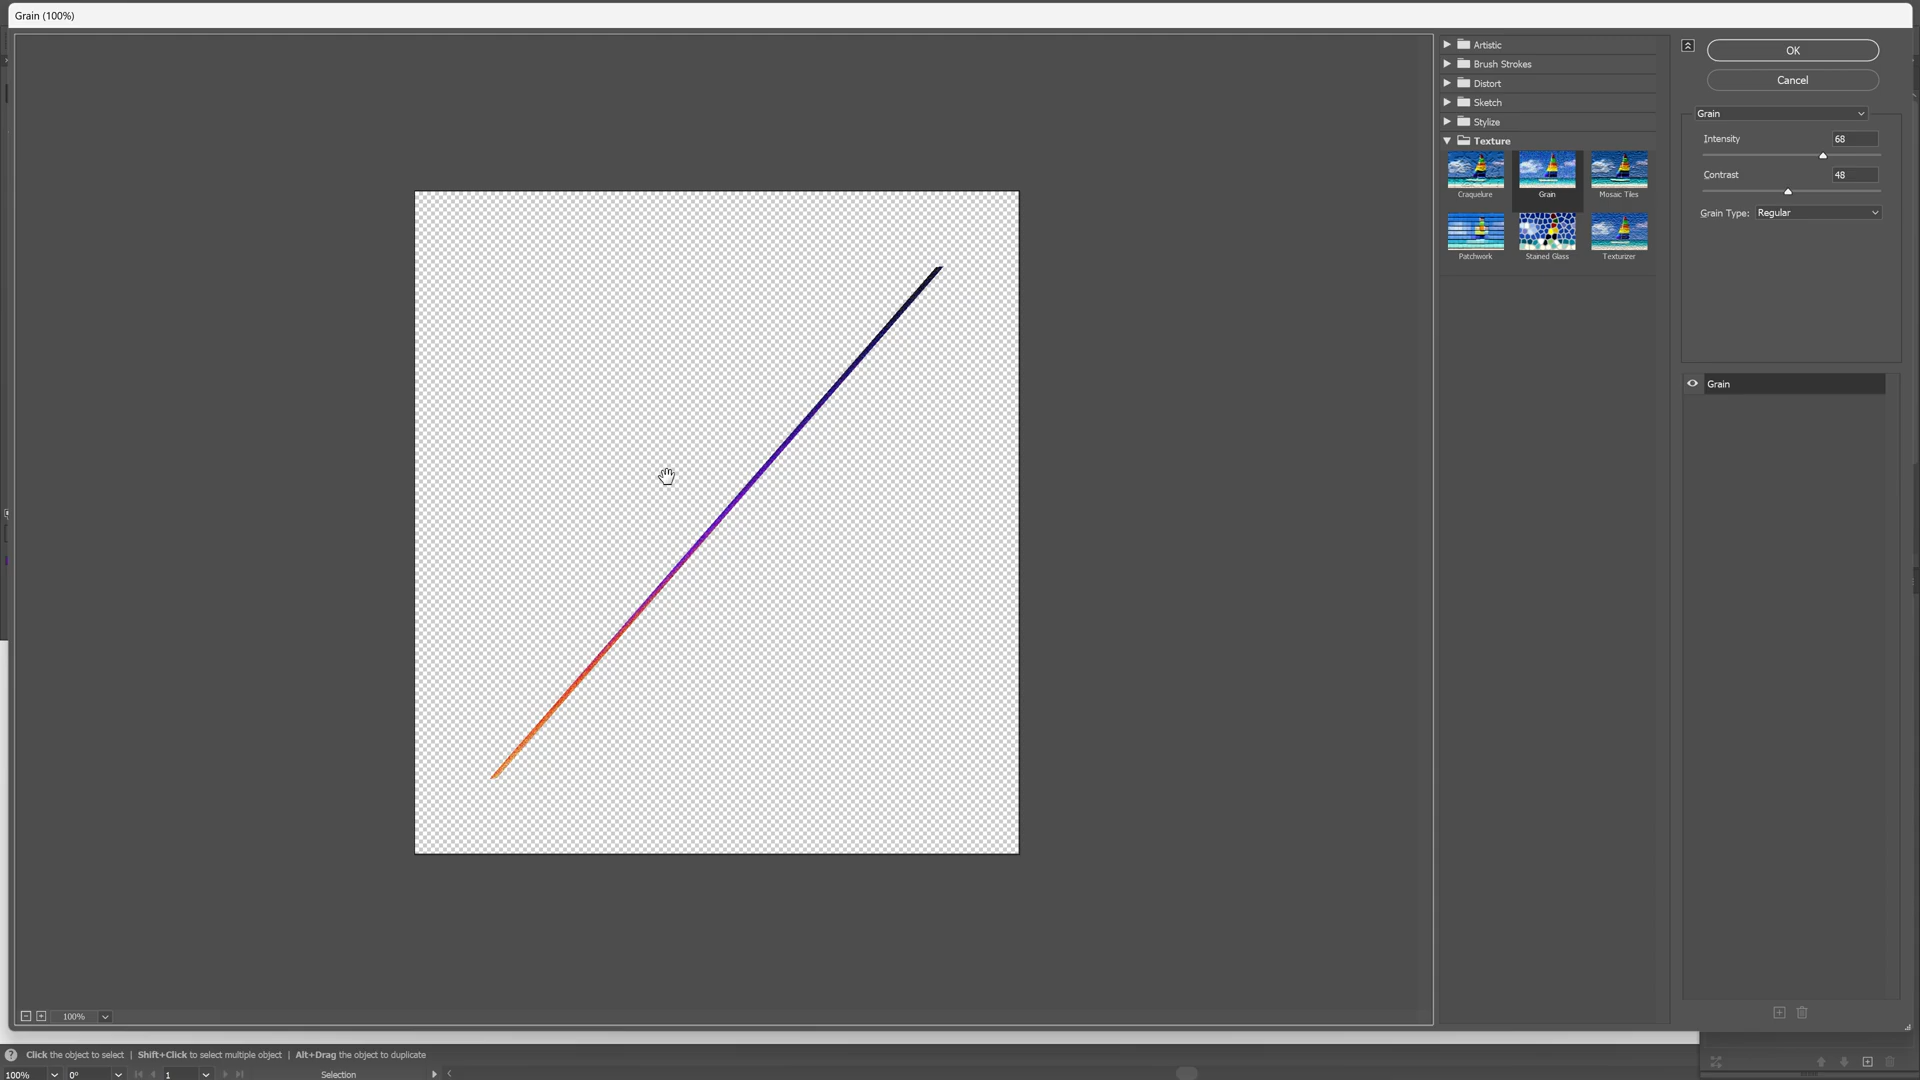 Grain (100%)
Artistic
Brush Strokes
Distort
Sketch
Stylize
Texture
Craquelure
Grain
Mosaic Tiles
Patchwork
Stained Glass
Texturizer
OK
Cancel
Grain
Intensity 68
Contrast 48
Grain Type: Regular
Grain
100%
Click the object to select | Shift+Click to select multiple object | Alt+Drag the object to duplicate
100% 0° 1 Selection